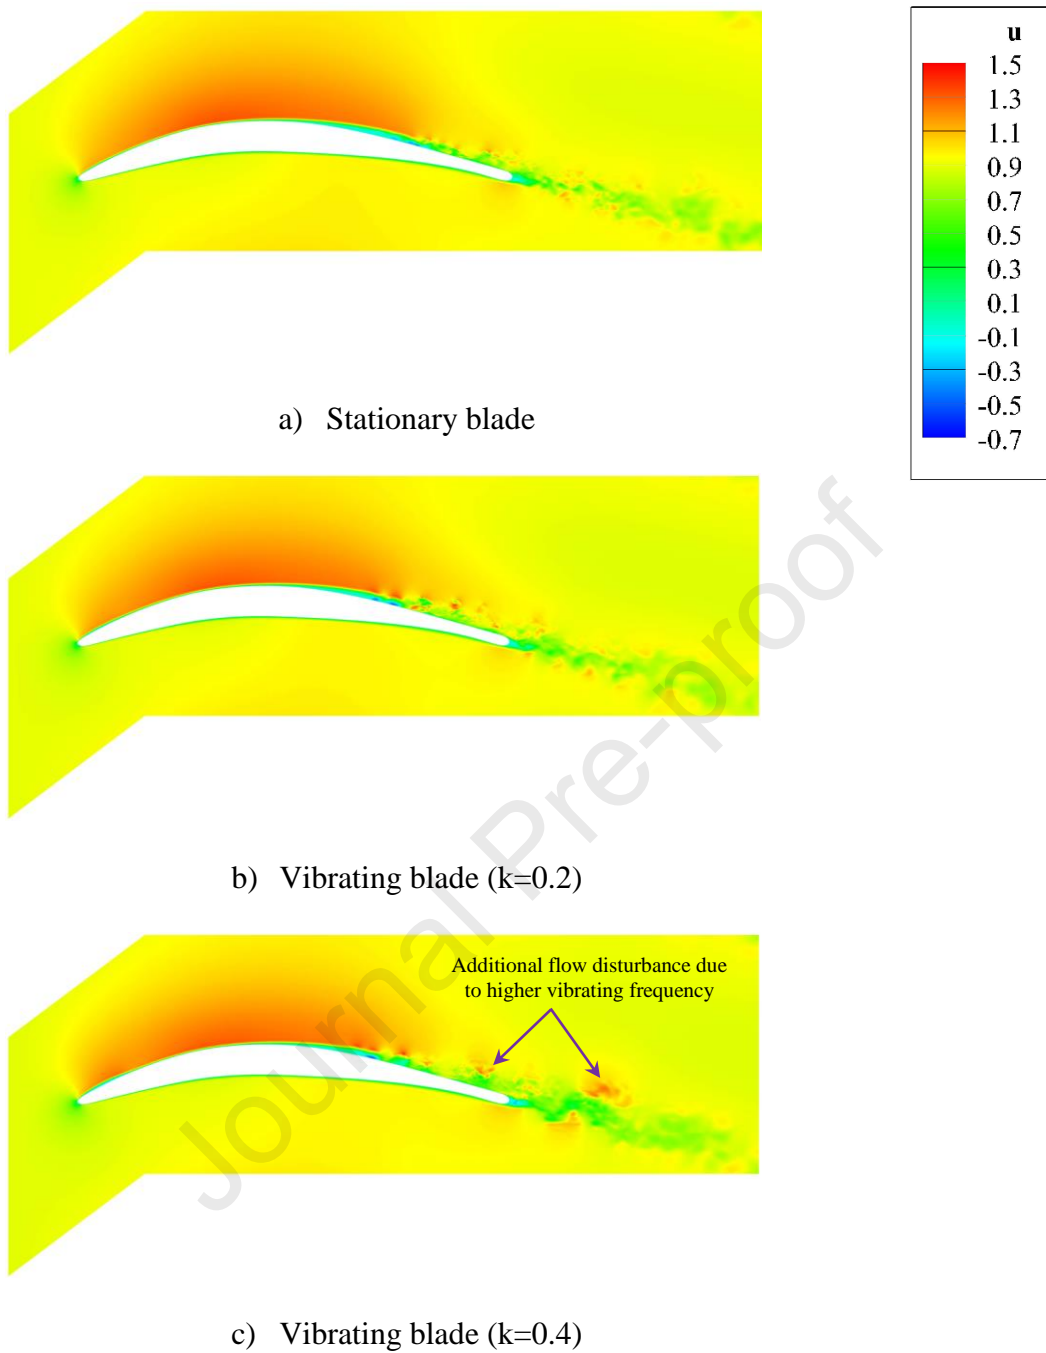 u
1.5
1.3
1.1
0.9
0.7
0.5
0.3
0.1
-0.1
-0.3
-0.5
-0.7
a) Stationary blade
b) Vibrating blade (k=0.2)
Additional flow disturbance due
to higher vibrating frequency
c) Vibrating blade (k=0.4)
Journal Pre-proof